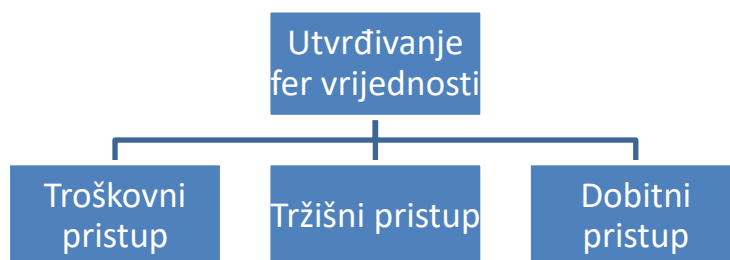 Utvrđivanje
fer vrijednosti
Troškovni
pristup
Tržišni pristup
Dobitni
pristup